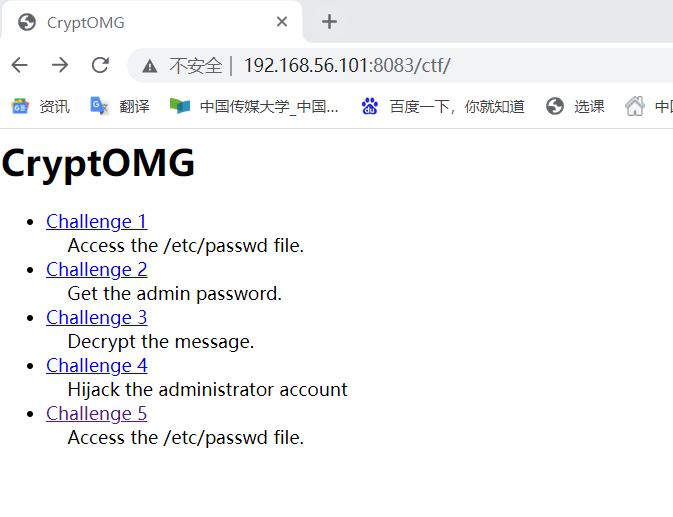 CryptOMG
不安全 | 192.168.56.101:8083/ctf/
资讯 翻译 中国传媒大学_中国... 百度一下，你就知道 选课 中
CryptOMG
Challenge 1
Access the /etc/passwd file.
Challenge 2
Get the admin password.
Challenge 3
Decrypt the message.
Challenge 4
Hijack the administrator account
Challenge 5
Access the /etc/passwd file.